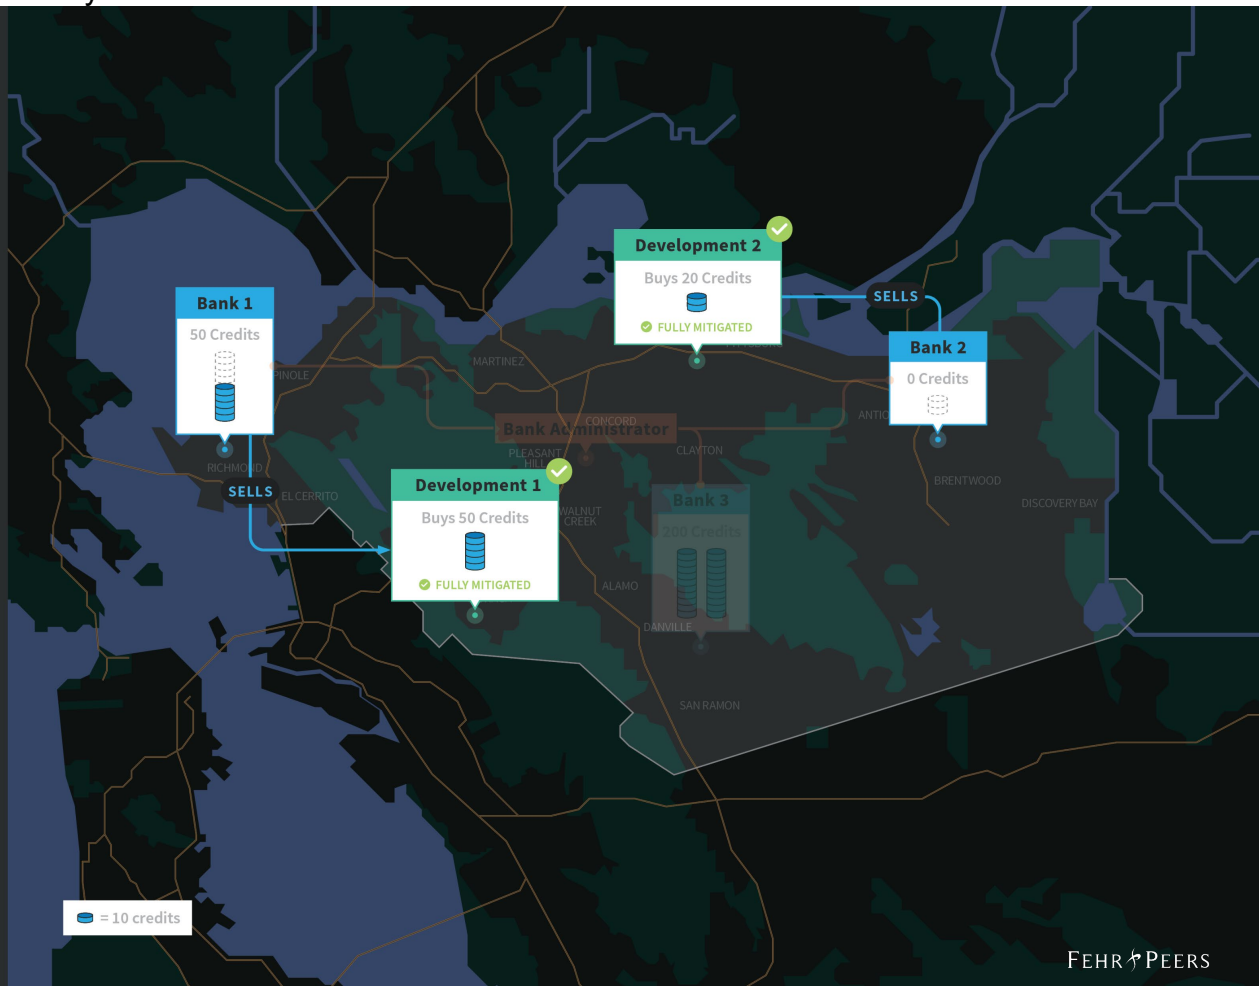 Development 2
Buys 20 Credits
FULLY MITIGATED
SELLS
Bank 1
50 Credits
Bank 2
0 Credits
MARTINEZ
PINOLE
CONCORD
ANTIO
Bank Administrator
PLEASANT
HILL
CLAYTON
RICHMOND
SELLS
EL CERRITO
Development 1
Buys 50 Credits
FULLY MITIGATED
WALNUT
CREEK
Bank 3
200 Credits
BRENTWOOD
DISCOVERY BAY
ALAMO
DANVILLE
SAN RAMON
= 10 credits
FEHR PEERS